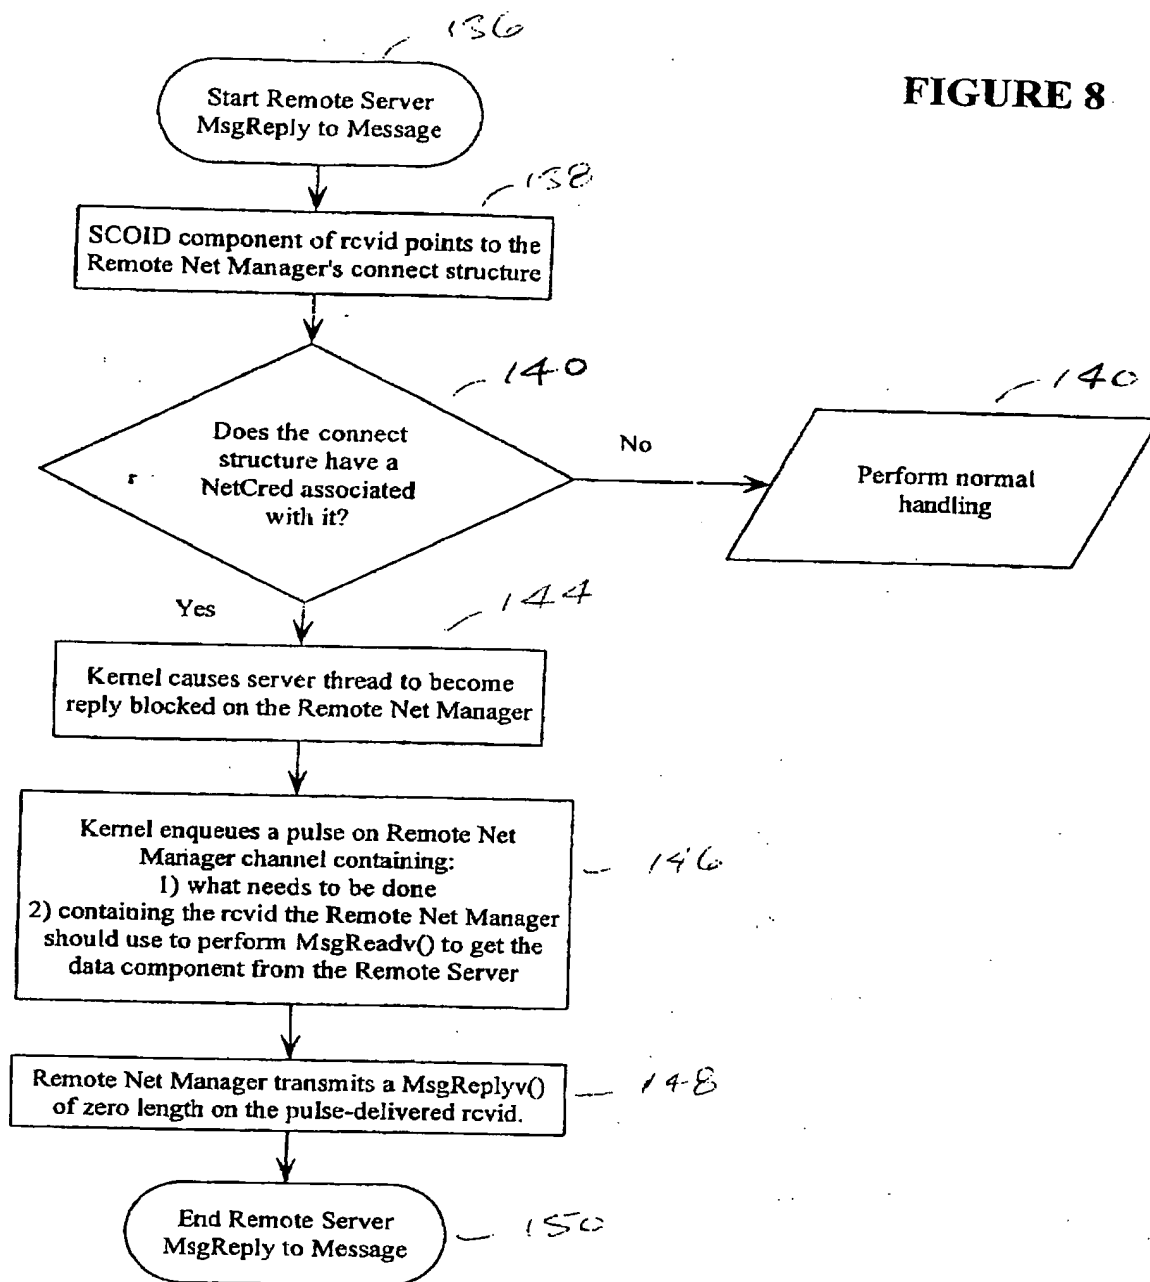 136
FIGURE 8
Start Remote Server
MsgReply to Message
138
SCOID component of rcvid points to the
Remote Net Manager's connect structure
140
140
Does the connect
structure have a
NetCred associated
with it?
No
Perform normal
handling
r
Yes
144
Kernel causes server thread to become
reply blocked on the Remote Net Manager
Kernel enqueues a pulse on Remote Net
Manager channel containing:
1) what needs to be done
2) containing the rcvid the Remote Net Manager
should use to perform MsgReadv() to get the
data component from the Remote Server
146
Remote Net Manager transmits a MsgReplyv()
of zero length on the pulse-delivered rcvid.
148
End Remote Server
MsgReply to Message
150